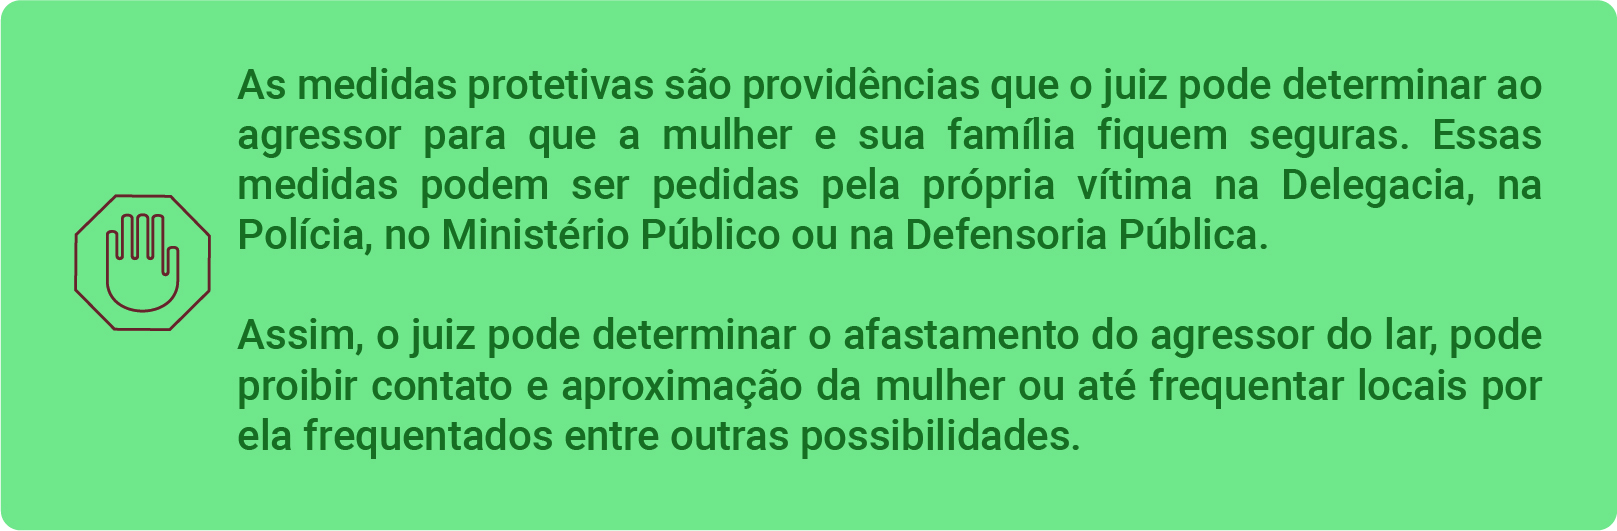 As medidas protetivas são providências que o juiz pode determinar ao
agressor para que a mulher e sua família fiquem seguras. Essas
medidas podem ser pedidas pela própria vítima na Delegacia, na
Polícia, no Ministério Público ou na Defensoria Pública.
Assim, o juiz pode determinar o afastamento do agressor do lar, pode
proibir contato e aproximação da mulher ou até frequentar locais por
ela frequentados entre outras possibilidades.